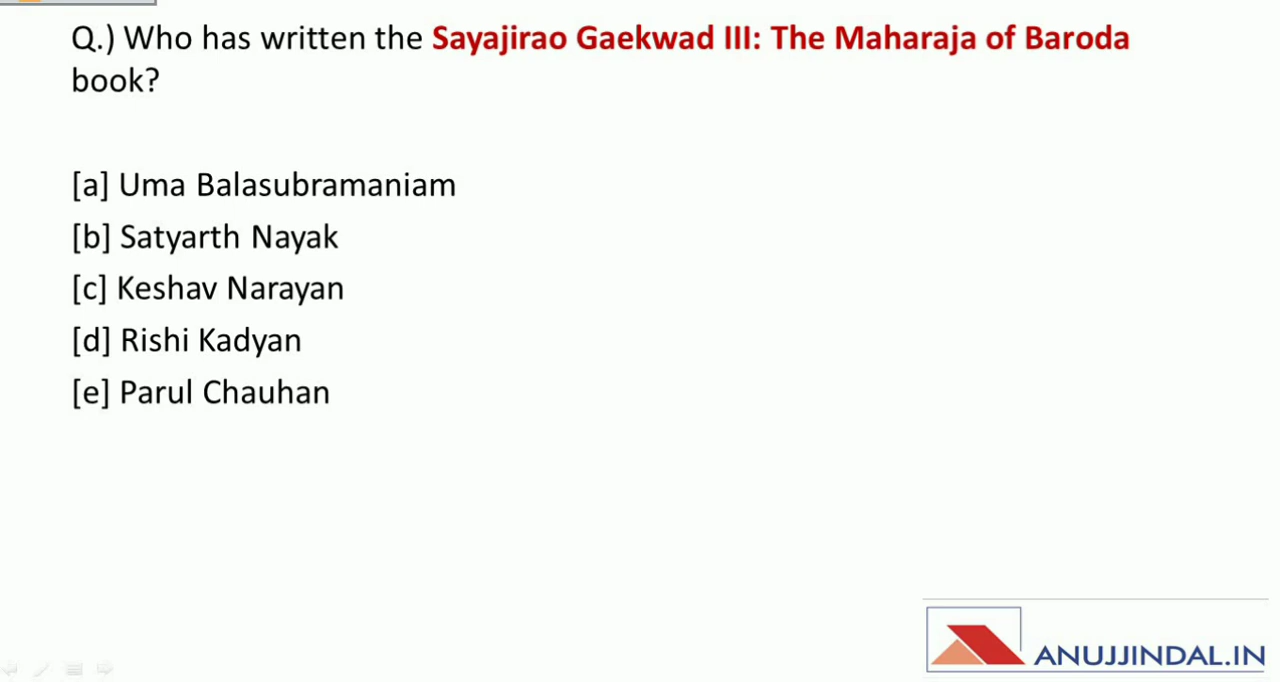 Q.) Who has written the Sayajirao Gaekwad III: The Maharaja of Baroda
book?
[a] Uma Balasubramaniam
[b] Satyarth Nayak
[c] Keshav Narayan
[d] Rishi Kadyan
[e] Parul Chauhan
ANUJJINDAL.IN